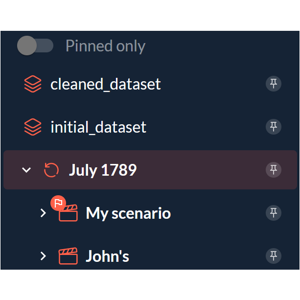 Pinned only
cleaned_dataset
initial_dataset
July 1789
My scenario
John's